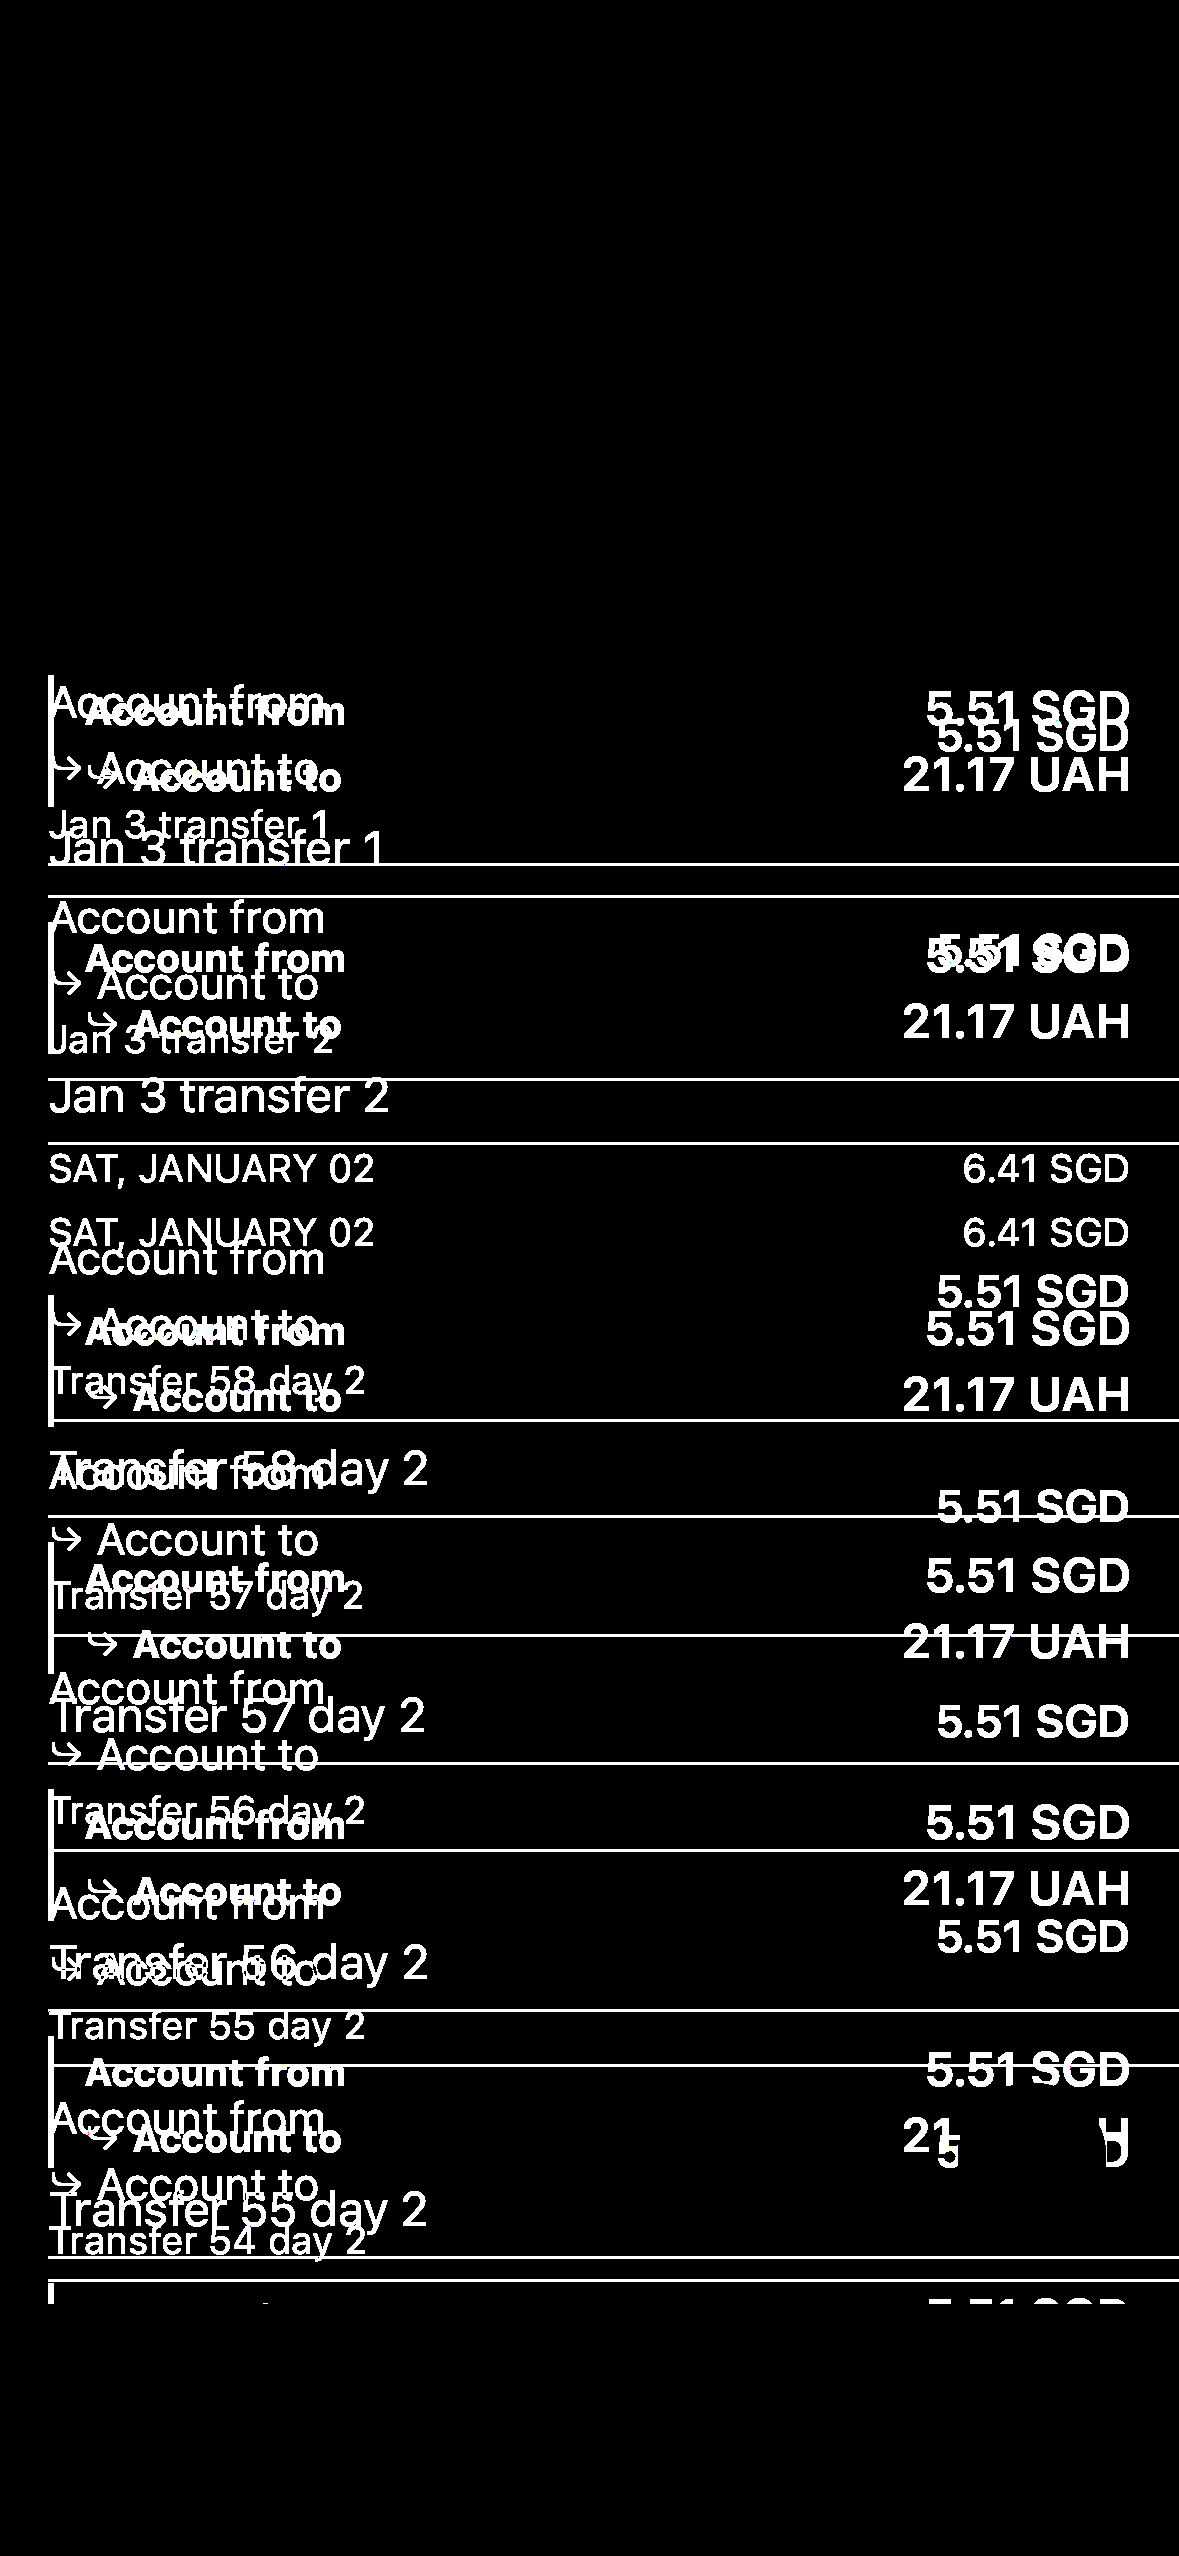 Account from 5.51 SGD
Account from 5.51 SGD
↪ Account to
↪ Account to 21.17 UAH
Jan 3 transfer 1
Jan 3 transfer 1
Account from
Account from 5.51 SGD
5.51 SGD
↪ Account to
↪ Account to 21.17 UAH
Jan 3 transfer 2
Jan 3 transfer 2
SAT, JANUARY 02 6.41 SGD
SAT, JANUARY 02 6.41 SGD
Account from
5.51 SGD
↪ Account to
Account from 5.51 SGD
Transfer 58 day 2
↪ Account to 21.17 UAH
Transfer 58 day 2
Account from
5.51 SGD
↪ Account to
Account from 5.51 SGD
Transfer 57 day 2
↪ Account to 21.17 UAH
Account from
Transfer 57 day 2 5.51 SGD
↪ Account to
Transfer 56 day 2
Account from 5.51 SGD
↪ Account to 21.17 UAH
Account from
5.51 SGD
Transfer 56 day 2
↪ Account to
Transfer 55 day 2
Account from 5.51 SGD
Account from
↪ Account to
↪ Account to
Transfer 55 day 2
Transfer 54 day 2